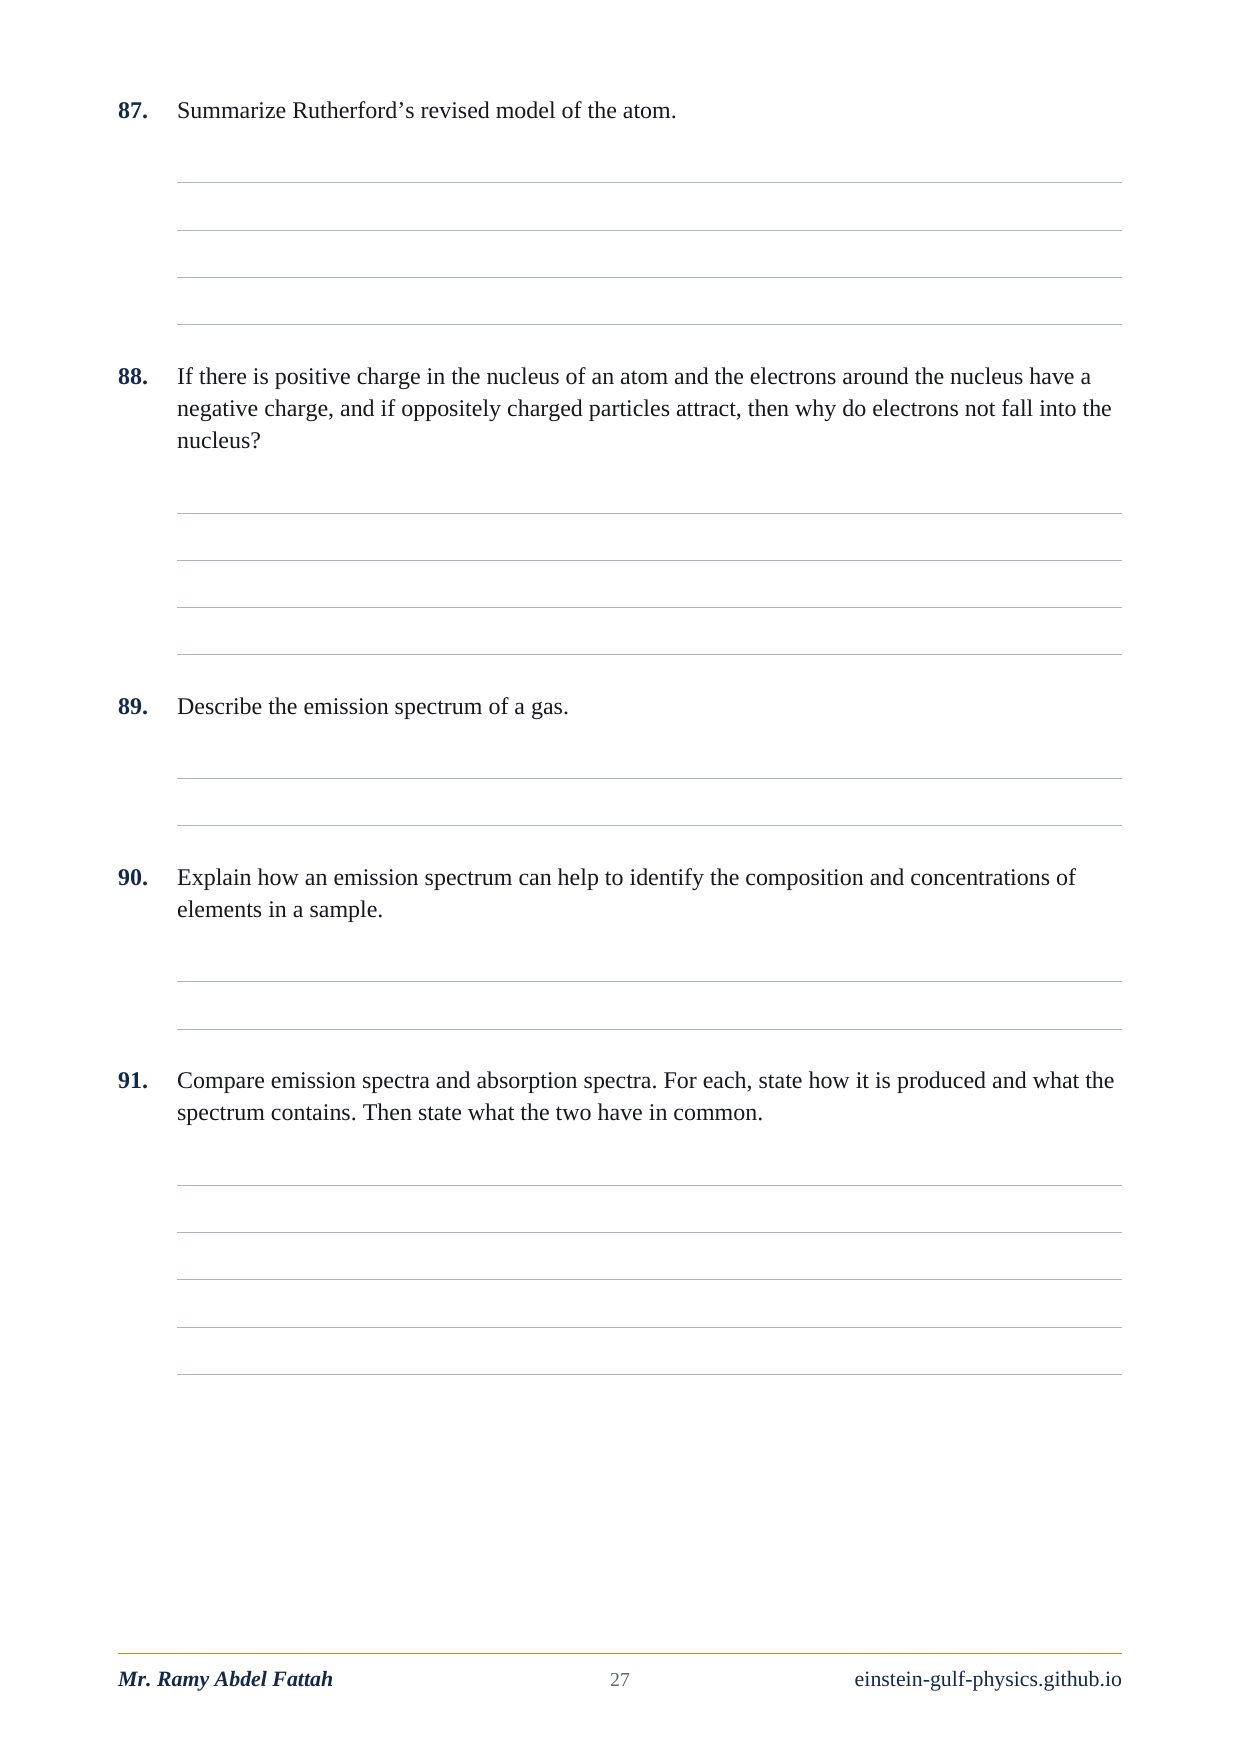 87. Summarize Rutherford’s revised model of the atom.
88. If there is positive charge in the nucleus of an atom and the electrons around the nucleus have a
negative charge, and if oppositely charged particles attract, then why do electrons not fall into the
nucleus?
89. Describe the emission spectrum of a gas.
90. Explain how an emission spectrum can help to identify the composition and concentrations of
elements in a sample.
91. Compare emission spectra and absorption spectra. For each, state how it is produced and what the
spectrum contains. Then state what the two have in common.
Mr. Ramy Abdel Fattah 27 einstein-gulf-physics.github.io